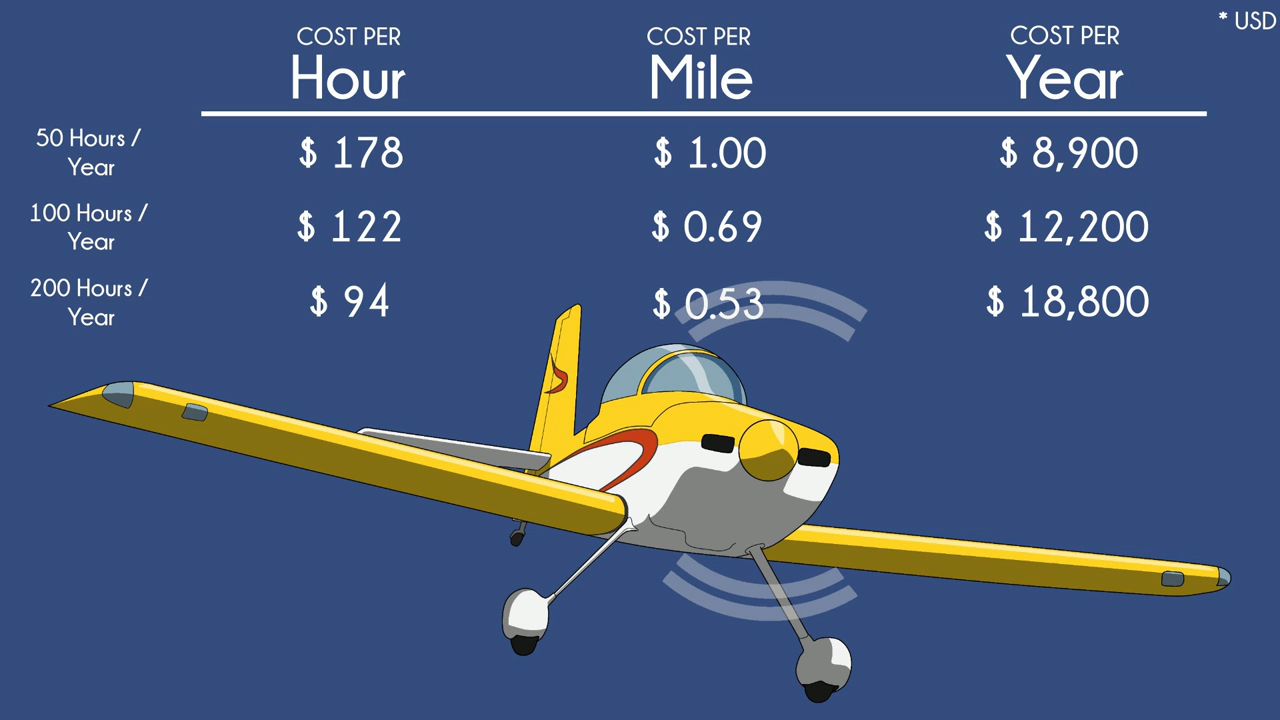 * USD
COST PER COST PER COST PER
Hour Mile Year
50 Hours /
Year
$ 178 $ 1.00 $ 8,900
100 Hours /
Year
$ 122 $ 0.69 $ 12,200
200 Hours /
Year
$ 94 $ 0.53 $ 18,800